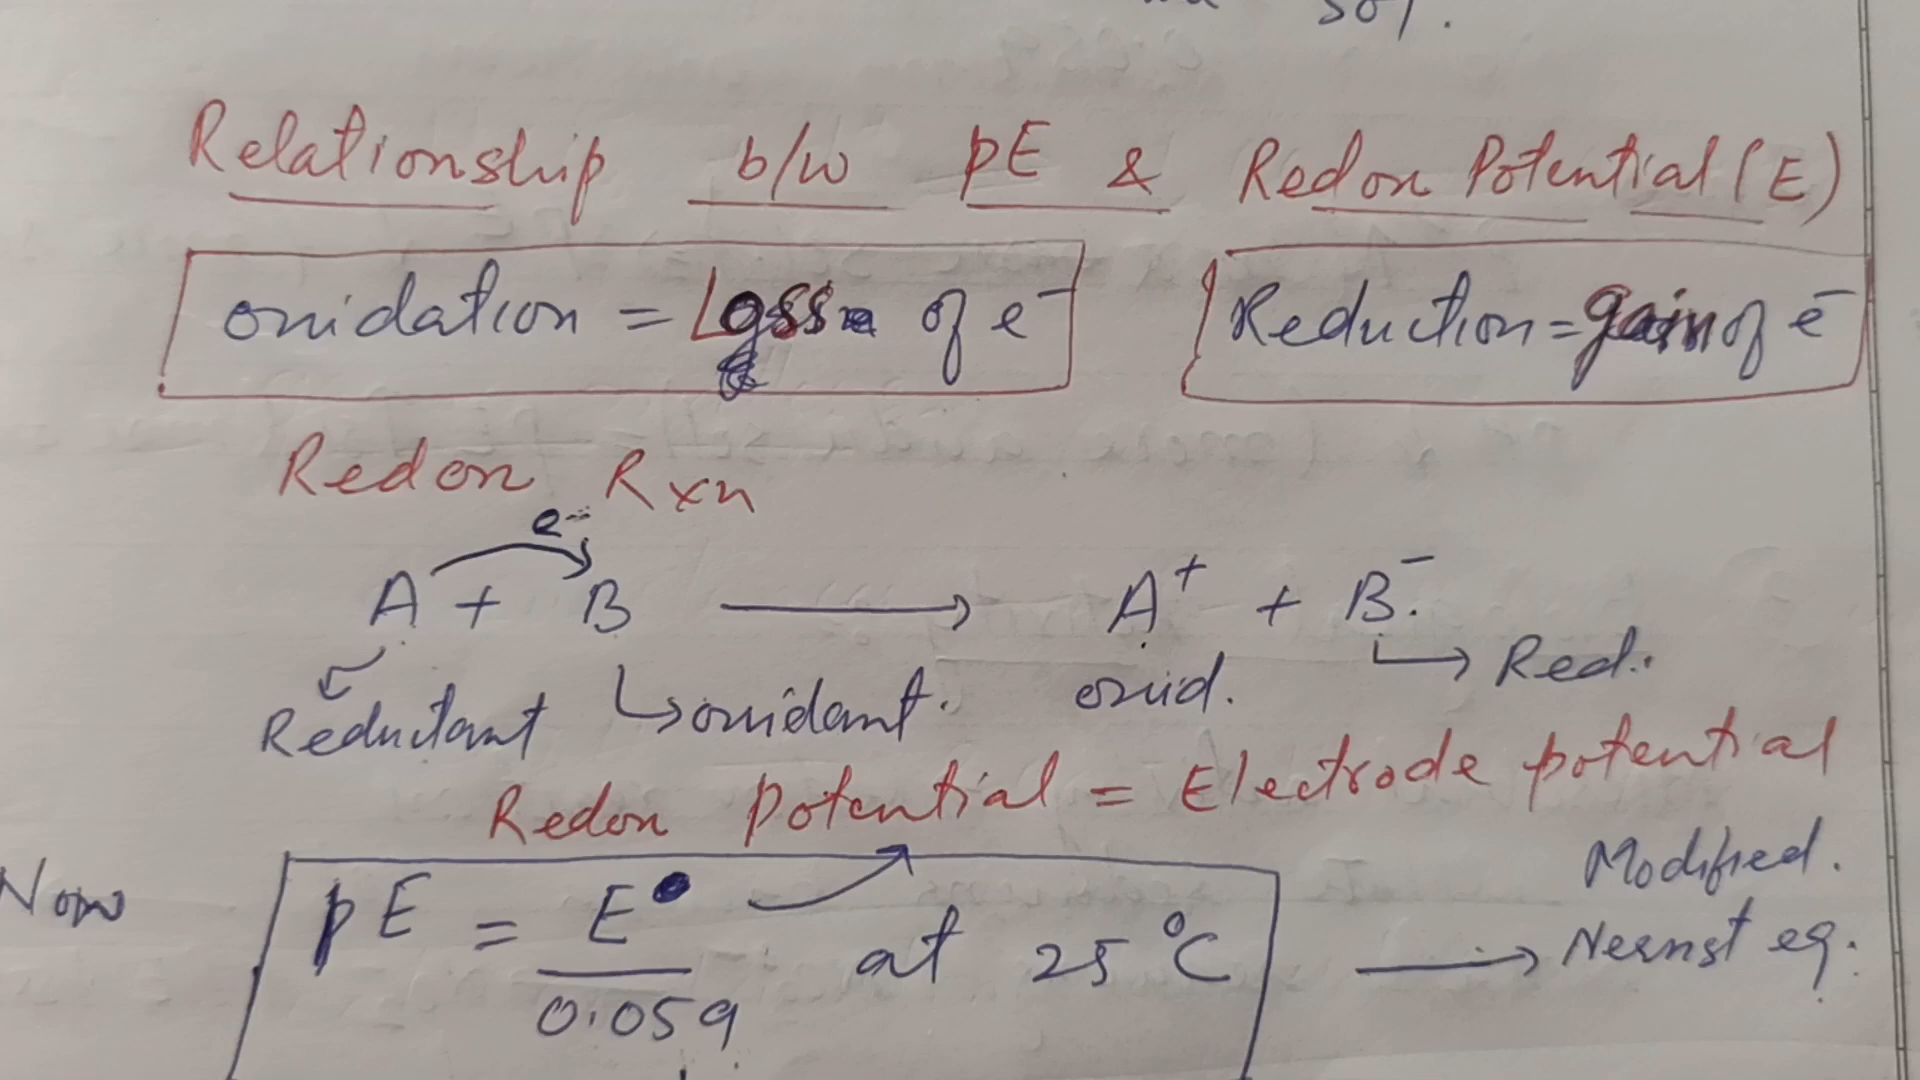 Relationship b/w pE & Redox Potential (E)
oxidation = Loss of e⁻
Reduction = gain of e⁻
Redox Rxn
e⁻
A + B ⟶ A⁺ + B⁻.
Reductant ↳ oxidant. oxid. ↳ Red.
Redox Potential = Electrode potential
Now pE = E• / 0.059 at 25°C → Modified. Nernst eq.